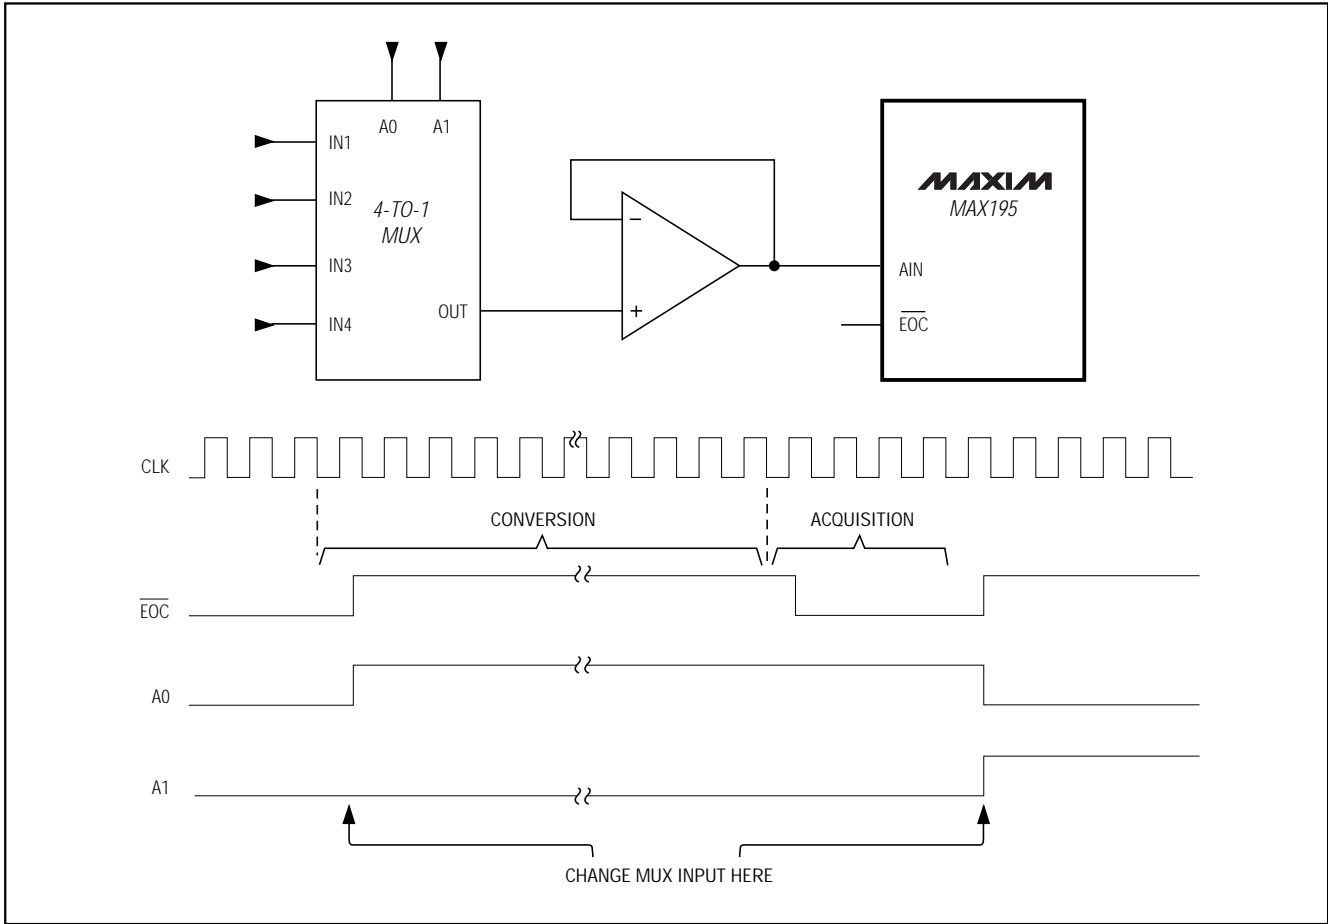 A0
A1
IN1
IN2
IN3
IN4
4-TO-1
MUX
OUT
−
+
MAXIM
MAX195
AIN
EOC
CLK
CONVERSION
ACQUISITION
EOC
A0
A1
CHANGE MUX INPUT HERE